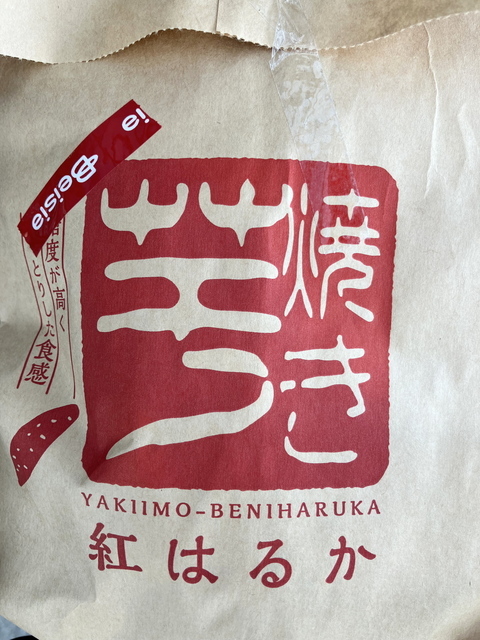 焼き
芋
Beisia
ia
度が高く
とりした食感
YAKIIMO-BENIHARUKA
紅はるか